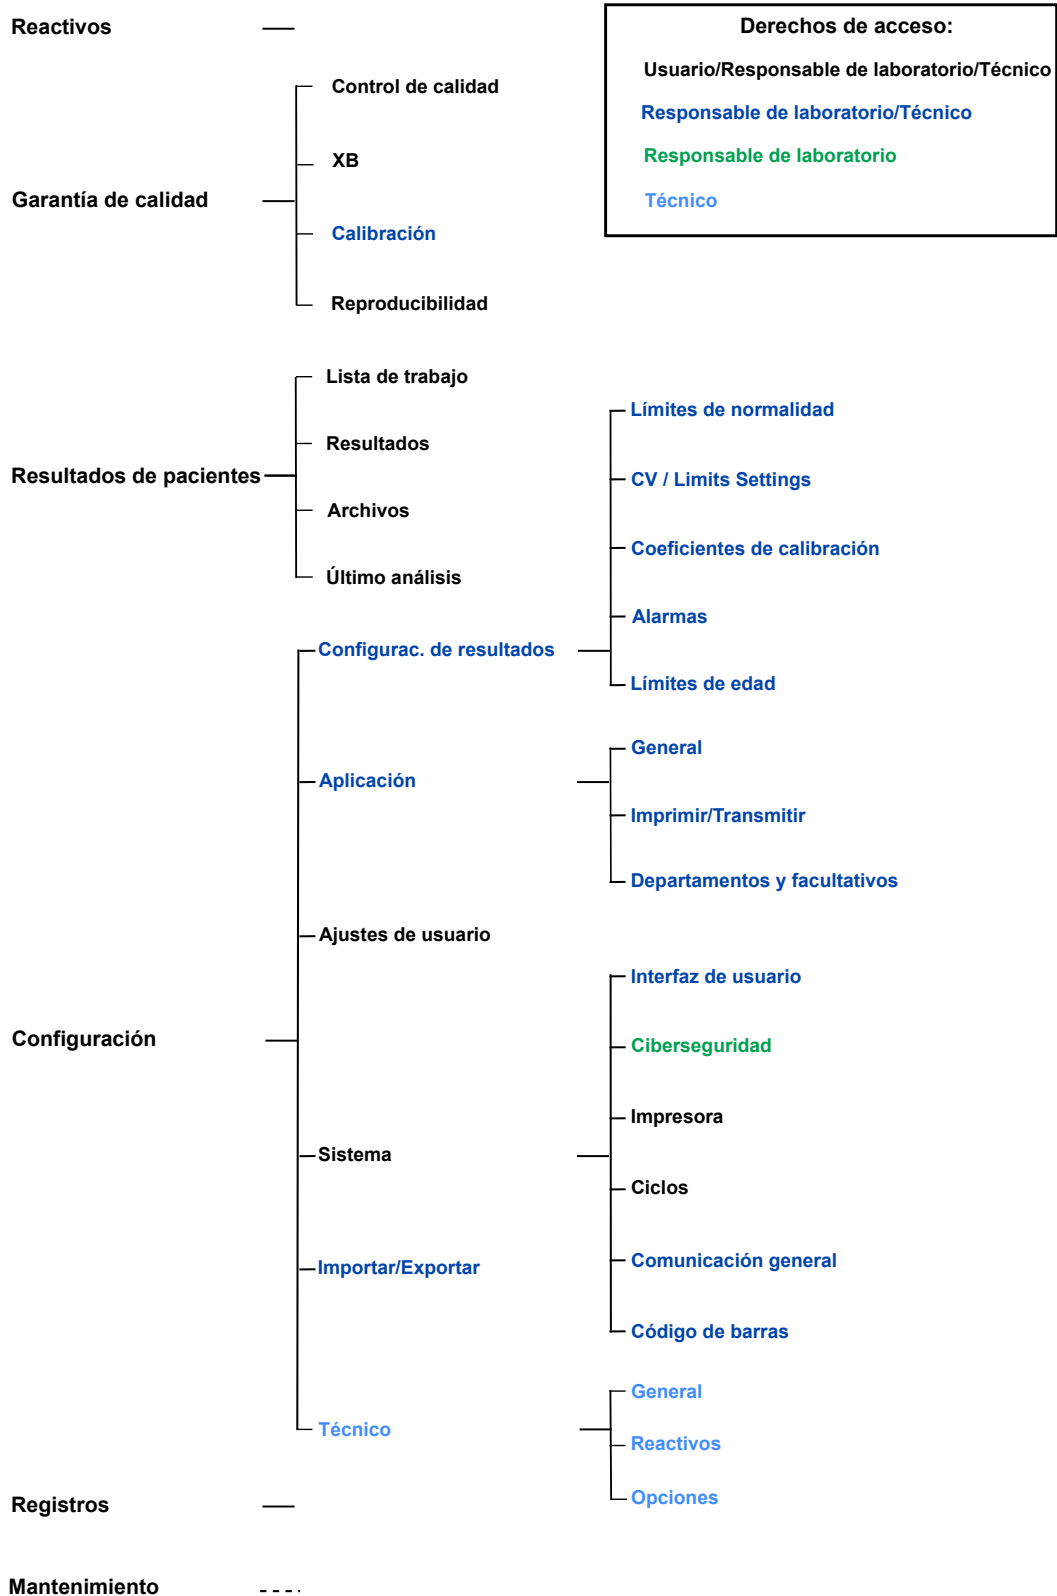 Reactivos
Derechos de acceso:
Usuario/Responsable de laboratorio/Técnico
Responsable de laboratorio/Técnico
Responsable de laboratorio
Técnico
Garantía de calidad
Control de calidad
XB
Calibración
Reproducibilidad
Resultados de pacientes
Lista de trabajo
Resultados
Archivos
Último análisis
Configuración
Configurac. de resultados
Límites de normalidad
CV / Limits Settings
Coeficientes de calibración
Alarmas
Límites de edad
Aplicación
General
Imprimir/Transmitir
Departamentos y facultativos
Ajustes de usuario
Sistema
Interfaz de usuario
Ciberseguridad
Impresora
Ciclos
Comunicación general
Código de barras
Importar/Exportar
Técnico
General
Reactivos
Opciones
Registros
Mantenimiento